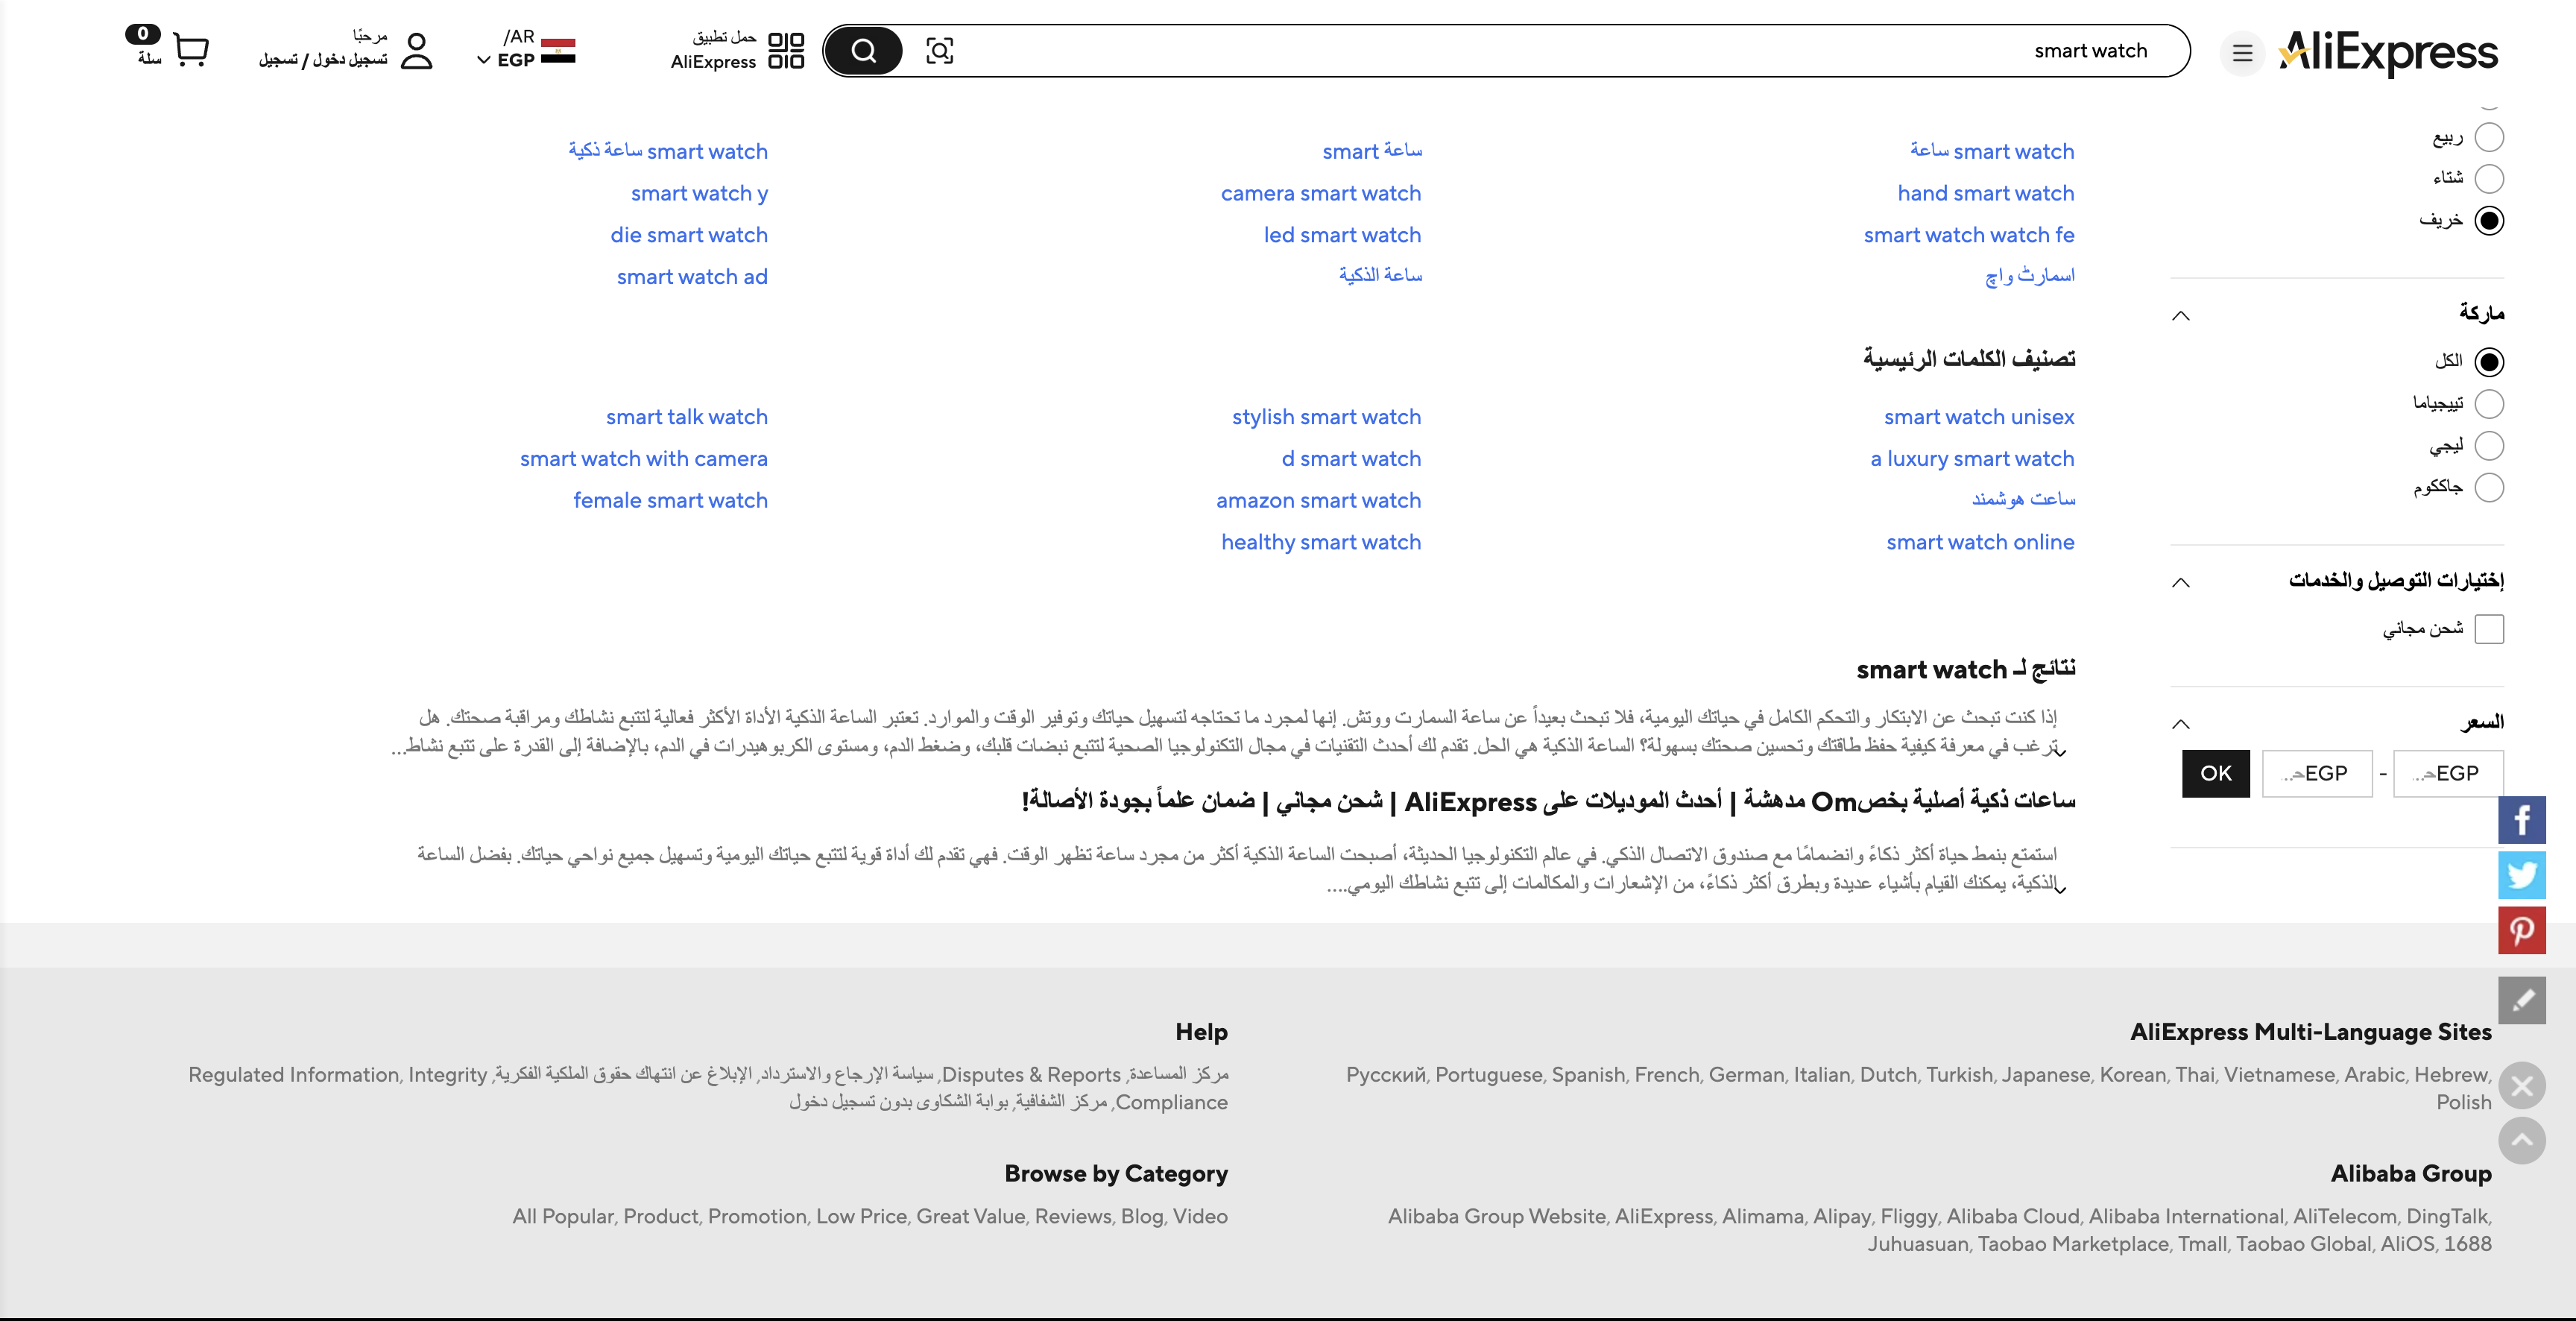 AliExpress
smart watch
حمل تطبيق
AliExpress
AR/
EGP
مرحبًا
تسجيل دخول / تسجيل
0
سلة
ربيع
شتاء
خريف
ماركة
الكل
تييجياما
ليجي
جاككوم
إختيارات التوصيل والخدمات
شحن مجاني
السعر
EGPح... - EGPح... OK
smart watch ساعة
ساعة smart
smart watch ساعة ذكية
hand smart watch
camera smart watch
smart watch y
smart watch watch fe
led smart watch
die smart watch
اسمارٹ واچ
ساعة الذكية
smart watch ad
تصنيف الكلمات الرئيسية
smart watch unisex
stylish smart watch
smart talk watch
a luxury smart watch
d smart watch
smart watch with camera
ساعت هوشمند
amazon smart watch
female smart watch
smart watch online
healthy smart watch
نتائج لـ smart watch
إذا كنت تبحث عن الابتكار والتحكم الكامل في حياتك اليومية، فلا تبحث بعيداً عن ساعة السمارت ووتش. إنها لمجرد ما تحتاجه لتسهيل حياتك وتوفير الوقت والموارد. تعتبر الساعة الذكية الأداة الأكثر فعالية لتتبع نشاطك ومراقبة صحتك. هل
ترغب في معرفة كيفية حفظ طاقتك وتحسين صحتك بسهولة؟ الساعة الذكية هي الحل. تقدم لك أحدث التقنيات في مجال التكنولوجيا الصحية لتتبع نبضات قلبك، وضغط الدم، ومستوى الكربوهيدرات في الدم، بالإضافة إلى القدرة على تتبع نشاط...
ساعات ذكية أصلية بخصOm مدهشة | أحدث الموديلات على AliExpress | شحن مجاني | ضمان علماً بجودة الأصالة!
استمتع بنمط حياة أكثر ذكاءً وانضمامًا مع صندوق الاتصال الذكي. في عالم التكنولوجيا الحديثة، أصبحت الساعة الذكية أكثر من مجرد ساعة تظهر الوقت. فهي تقدم لك أداة قوية لتتبع حياتك اليومية وتسهيل جميع نواحي حياتك. بفضل الساعة
الذكية، يمكنك القيام بأشياء عديدة وبطرق أكثر ذكاءً، من الإشعارات والمكالمات إلى تتبع نشاطك اليومي....
AliExpress Multi-Language Sites
Русский, Portuguese, Spanish, French, German, Italian, Dutch, Turkish, Japanese, Korean, Thai, Vietnamese, Arabic, Hebrew,
Polish
Help
مركز المساعدة, Disputes & Reports, سياسة الإرجاع والاسترداد, الإبلاغ عن انتهاك حقوق الملكية الفكرية, Regulated Information, Integrity
Compliance, مركز الشفافية, بوابة الشكاوى بدون تسجيل دخول
Alibaba Group
Alibaba Group Website, AliExpress, Alimama, Alipay, Fliggy, Alibaba Cloud, Alibaba International, AliTelecom, DingTalk,
Juhuasuan, Taobao Marketplace, Tmall, Taobao Global, AliOS, 1688
Browse by Category
All Popular, Product, Promotion, Low Price, Great Value, Reviews, Blog, Video